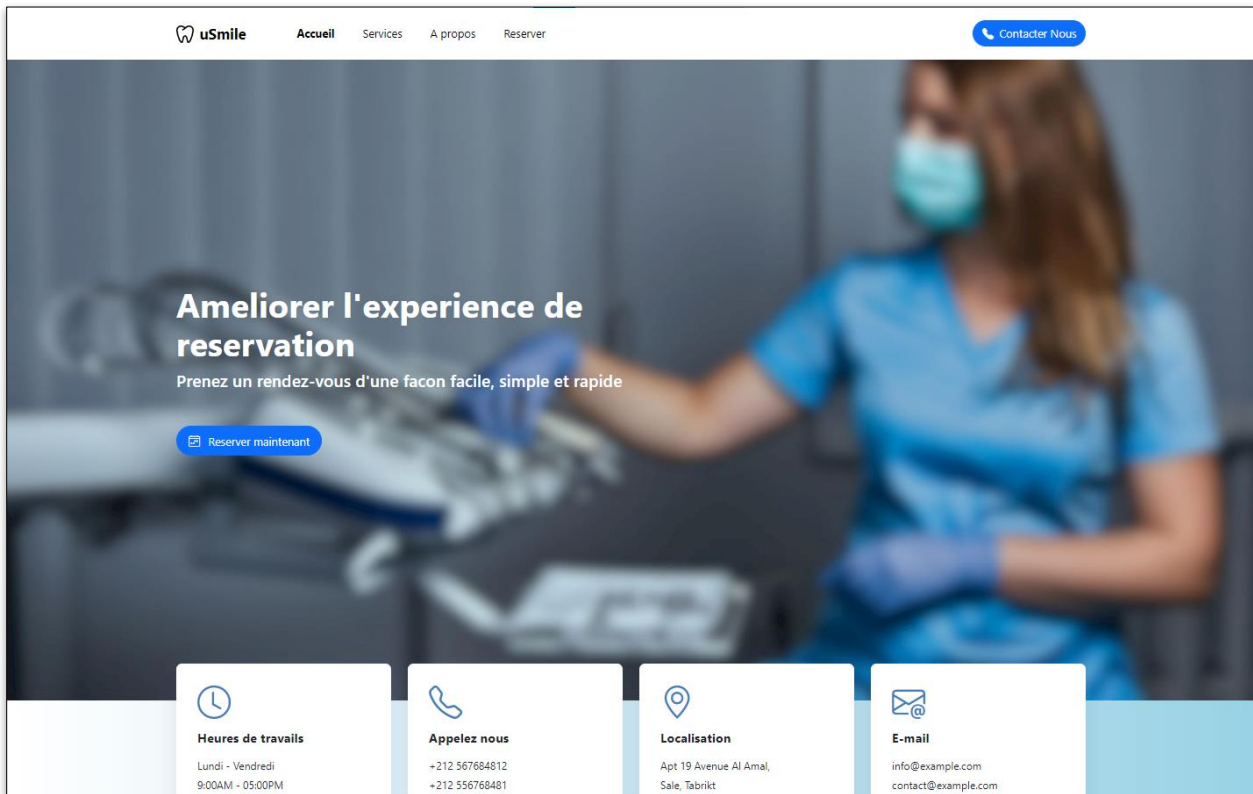 uSmile
Accueil
Services
A propos
Reserver
Contacter Nous
Ameliorer l'experience de
reservation
Prenez un rendez-vous d'une facon facile, simple et rapide
Reserver maintenant
Heures de travails
Lundi - Vendredi
9:00AM - 05:00PM
Appelez nous
+212 567684812
+212 556768481
Localisation
Apt 19 Avenue Al Amal,
Sale, Tabrikt
E-mail
info@example.com
contact@example.com